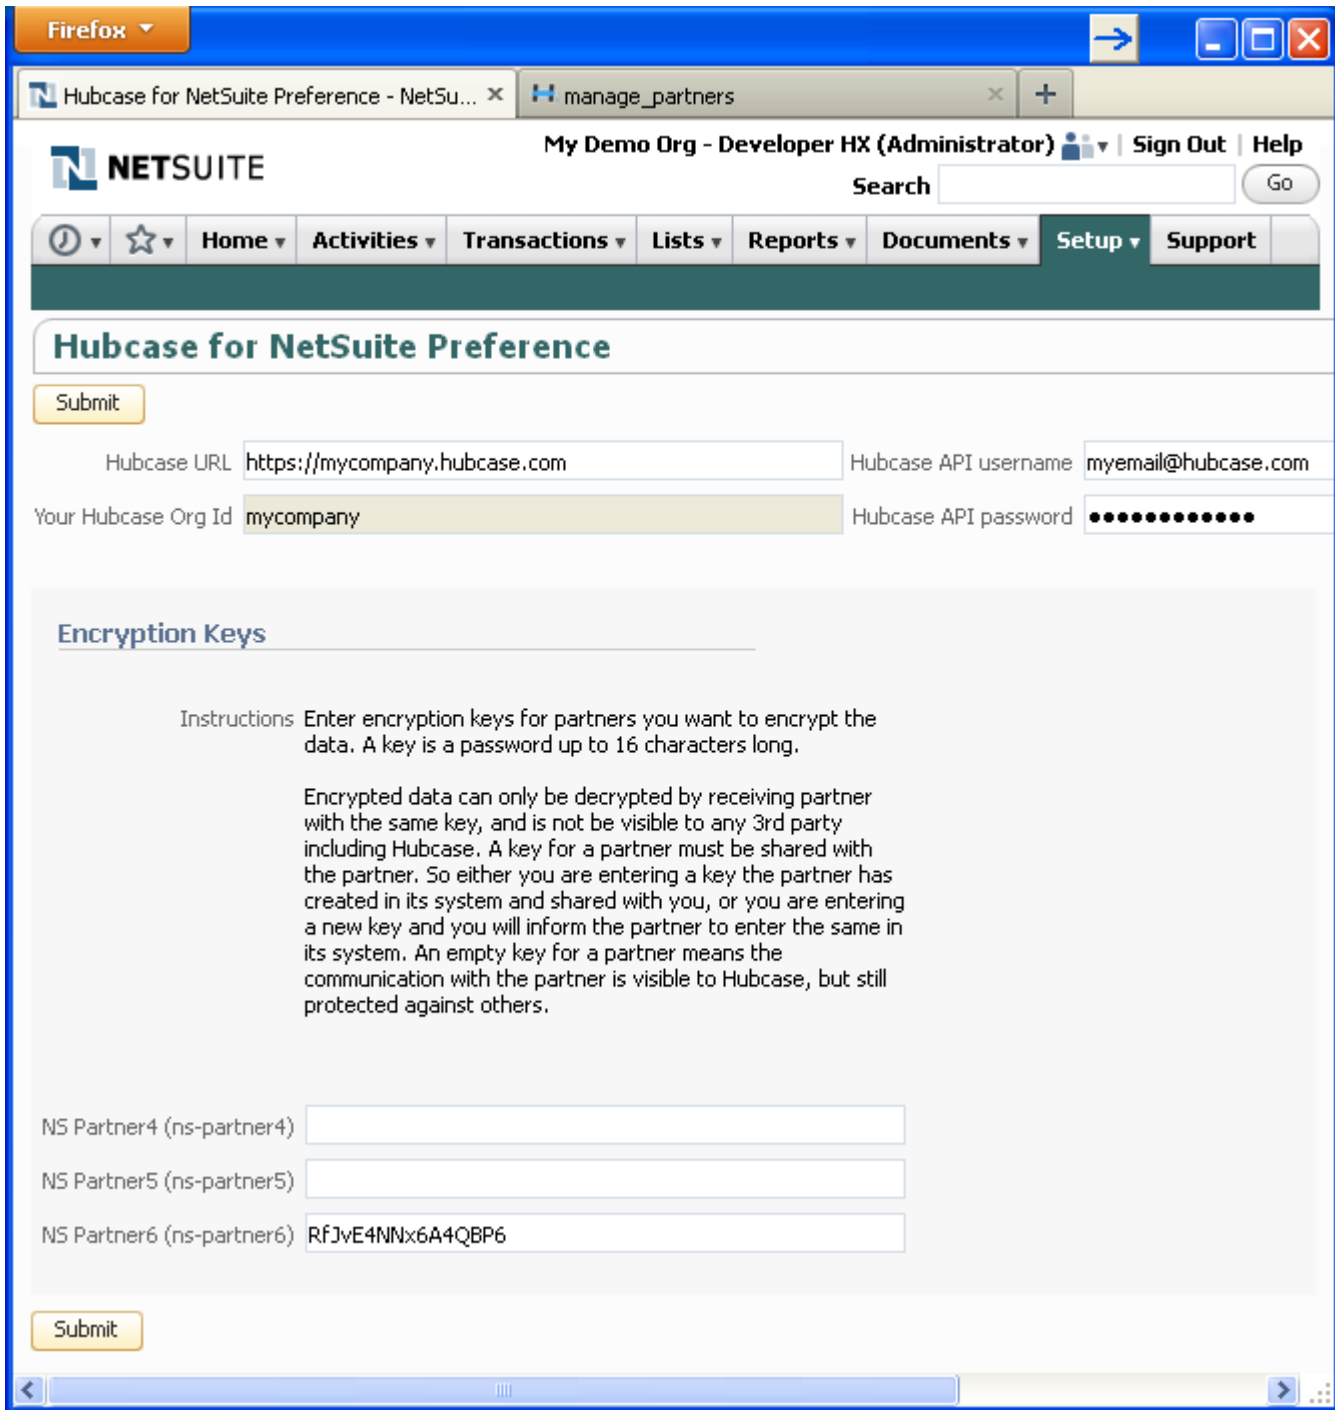 Firefox
Hubcase for NetSuite Preference - NetSu...
manage_partners
My Demo Org - Developer HX (Administrator) | Sign Out | Help
NETSUITE
Search
Go
Home Activities Transactions Lists Reports Documents Setup Support
Hubcase for NetSuite Preference
Submit
Hubcase URL https://mycompany.hubcase.com Hubcase API username myemail@hubcase.com
Your Hubcase Org Id mycompany Hubcase API password ••••••••••••
Encryption Keys
Instructions Enter encryption keys for partners you want to encrypt the
data. A key is a password up to 16 characters long.
Encrypted data can only be decrypted by receiving partner
with the same key, and is not be visible to any 3rd party
including Hubcase. A key for a partner must be shared with
the partner. So either you are entering a key the partner has
created in its system and shared with you, or you are entering
a new key and you will inform the partner to enter the same in
its system. An empty key for a partner means the
communication with the partner is visible to Hubcase, but still
protected against others.
NS Partner4 (ns-partner4)
NS Partner5 (ns-partner5)
NS Partner6 (ns-partner6) RfJvE4NNx6A4QBP6
Submit